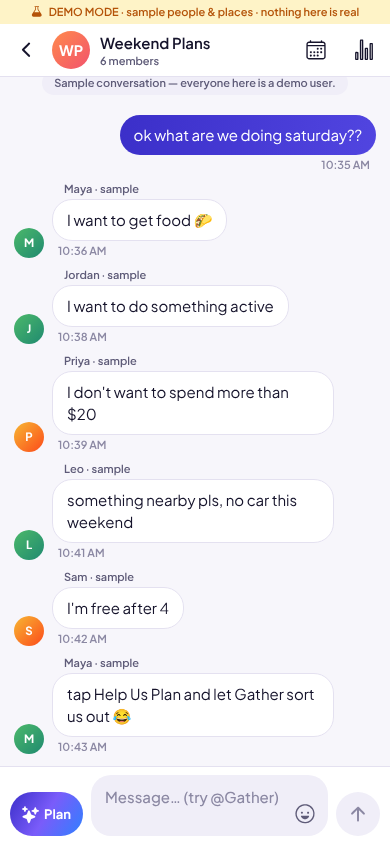 DEMO MODE · sample people & places · nothing here is real
WP
Weekend Plans
6 members
Sample conversation — everyone here is a demo user.
ok what are we doing saturday??
10:35 AM
Maya · sample
I want to get food 🌮
M
10:36 AM
Jordan · sample
I want to do something active
J
10:38 AM
Priya · sample
I don't want to spend more than
$20
P
10:39 AM
Leo · sample
something nearby pls, no car this
weekend
L
10:41 AM
Sam · sample
I'm free after 4
S
10:42 AM
Maya · sample
tap Help Us Plan and let Gather sort
us out 😂
M
10:43 AM
Plan
Message… (try @Gather)